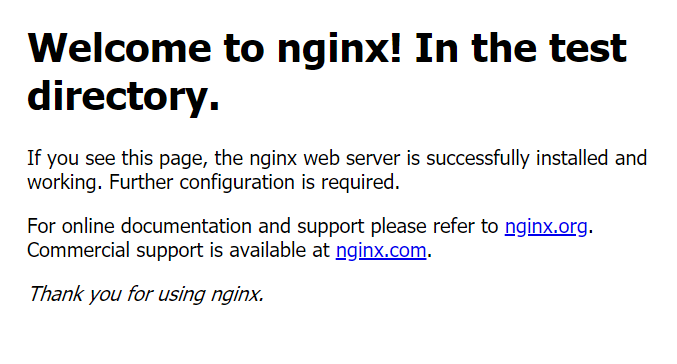 Welcome to nginx! In the test
directory.
If you see this page, the nginx web server is successfully installed and
working. Further configuration is required.
For online documentation and support please refer to nginx.org.
Commercial support is available at nginx.com.
Thank you for using nginx.